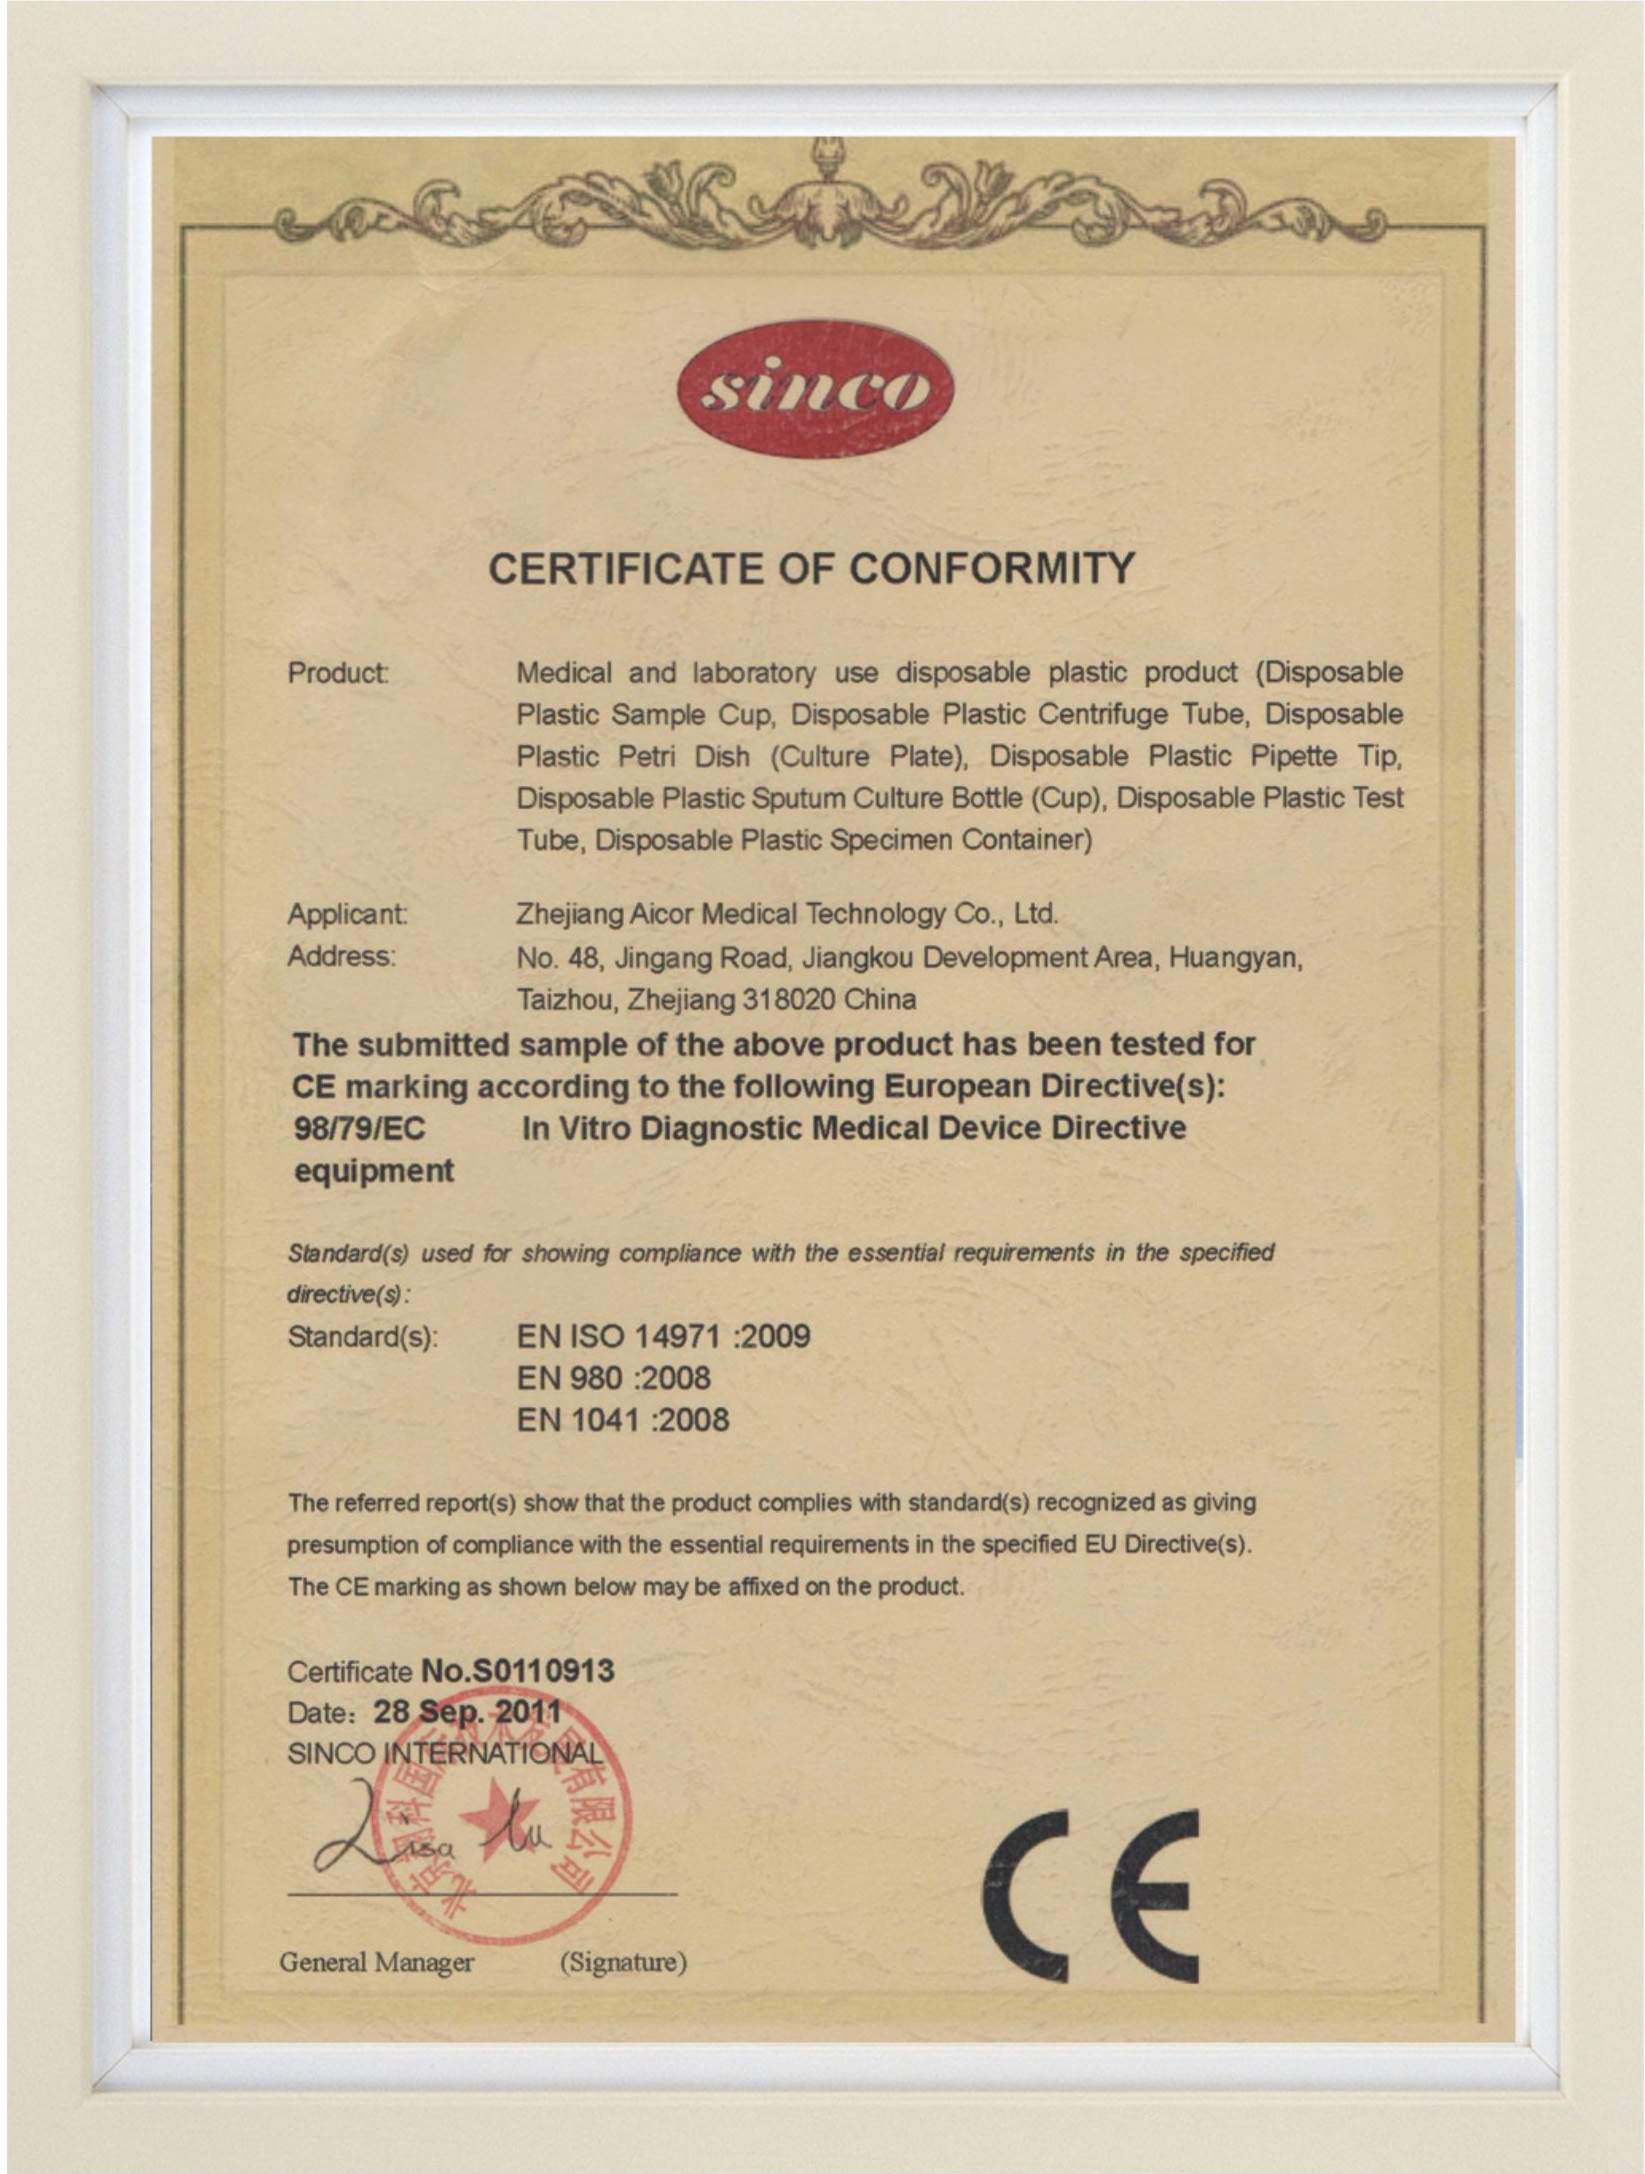 sinco
CERTIFICATE OF CONFORMITY
Product: Medical and laboratory use disposable plastic product (Disposable
Plastic Sample Cup, Disposable Plastic Centrifuge Tube, Disposable
Plastic Petri Dish (Culture Plate), Disposable Plastic Pipette Tip,
Disposable Plastic Sputum Culture Bottle (Cup), Disposable Plastic Test
Tube, Disposable Plastic Specimen Container)
Applicant: Zhejiang Aicor Medical Technology Co., Ltd.
Address: No. 48, Jingang Road, Jiangkou Development Area, Huangyan,
Taizhou, Zhejiang 318020 China
The submitted sample of the above product has been tested for
CE marking according to the following European Directive(s):
98/79/EC In Vitro Diagnostic Medical Device Directive
equipment
Standard(s) used for showing compliance with the essential requirements in the specified
directive(s):
Standard(s): EN ISO 14971 :2009
EN 980 :2008
EN 1041 :2008
The referred report(s) show that the product complies with standard(s) recognized as giving
presumption of compliance with the essential requirements in the specified EU Directive(s).
The CE marking as shown below may be affixed on the product.
Certificate No.S0110913
Date: 28 Sep. 2011
SINCO INTERNATIONAL
Lisa Lu
General Manager (Signature)
CE